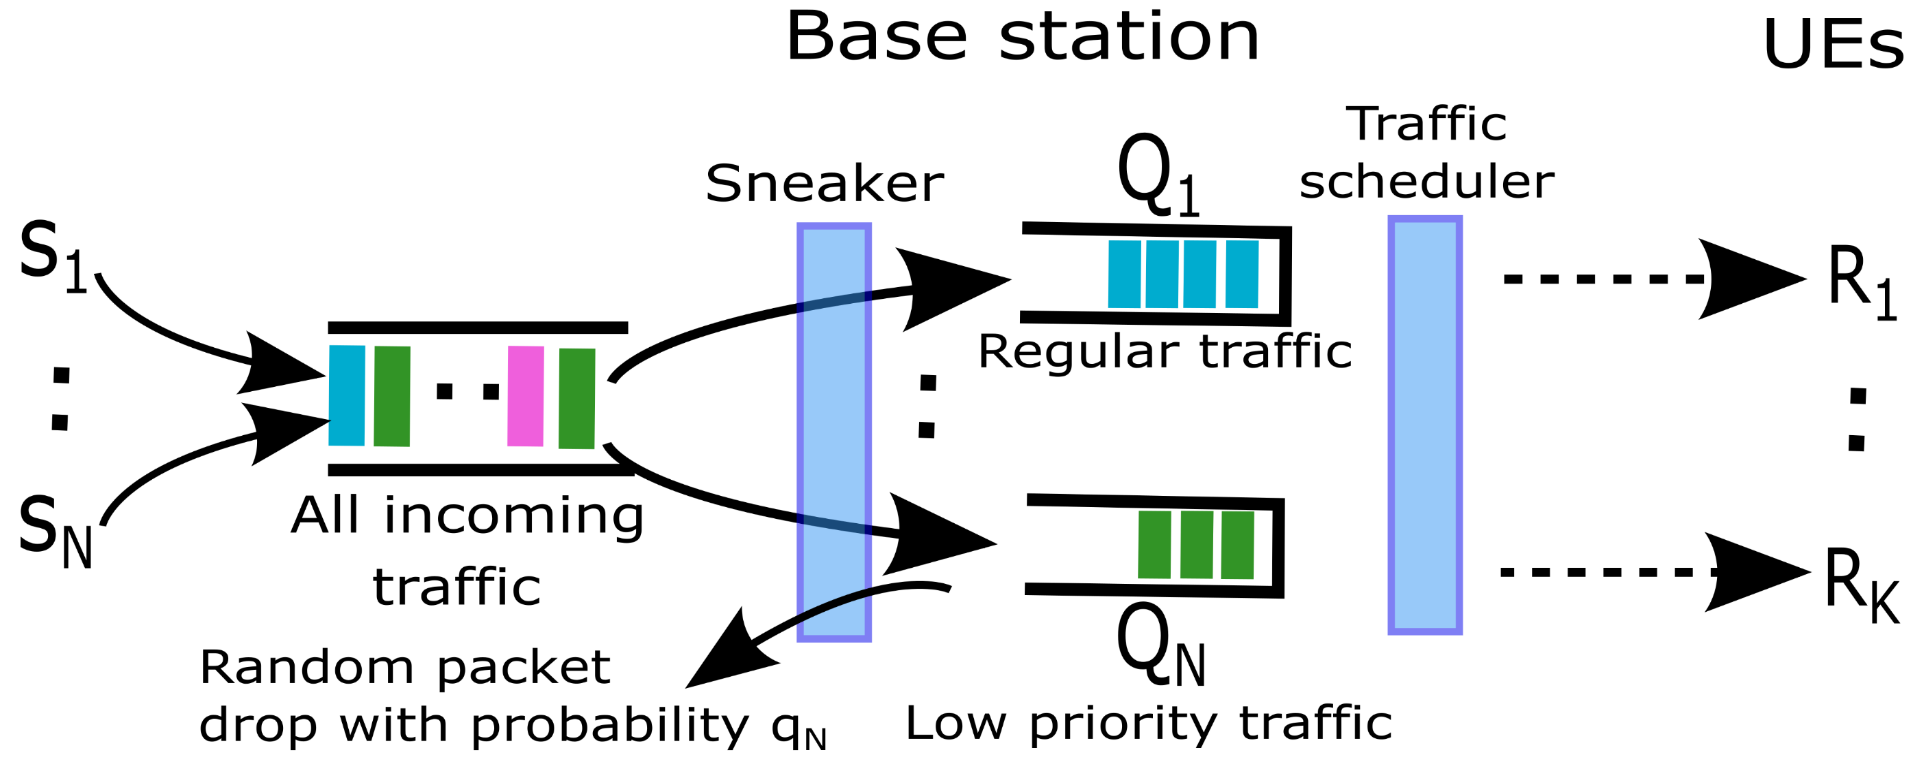 Base station
UEs
Traffic
scheduler
Sneaker
Q1
S1
R1
Regular traffic
All incoming
traffic
SN
RK
QN
Random packet
drop with probability qN
Low priority traffic